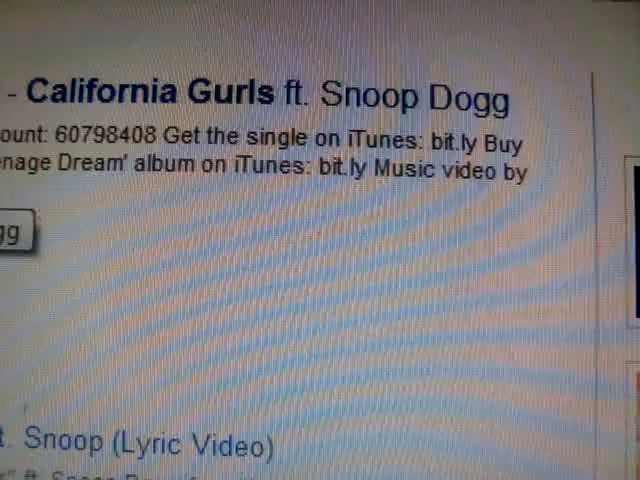 - California Gurls ft. Snoop Dogg
ount: 60798408 Get the single on iTunes: bit.ly Buy
nage Dream' album on iTunes: bit.ly Music video by
gg
t. Snoop (Lyric Video)